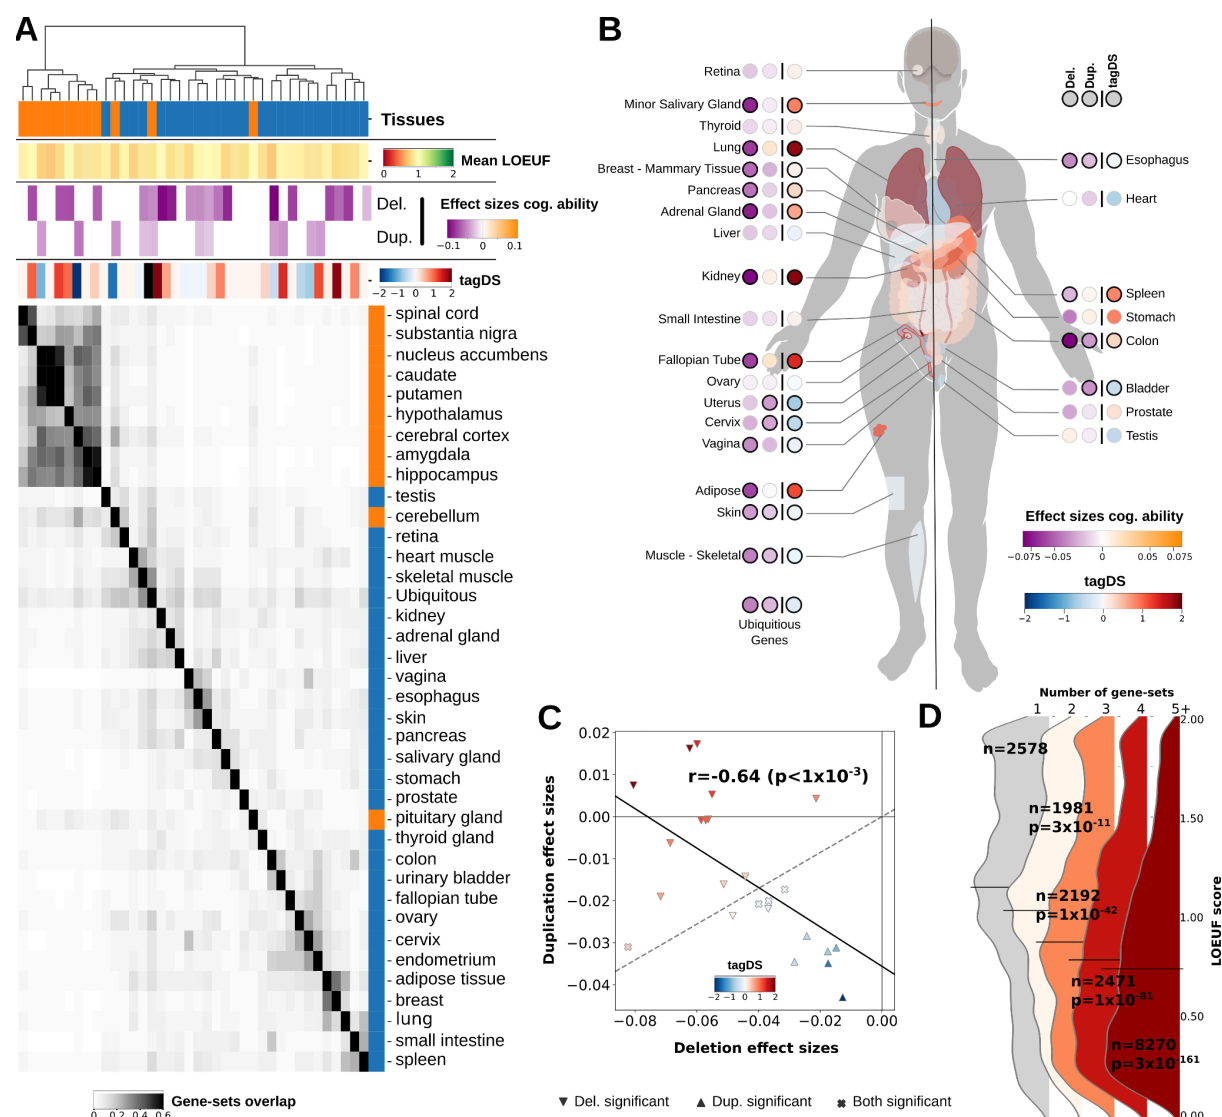 A
Tissues
Mean LOEUF
0 1 2
Del.
Dup.
Effect sizes cog. ability
−0.1 0 0.1
tagDS
−2 −1 0 1 2
spinal cord
substantia nigra
nucleus accumbens
caudate
putamen
hypothalamus
cerebral cortex
amygdala
hippocampus
testis
cerebellum
retina
heart muscle
skeletal muscle
Ubiquitous
kidney
adrenal gland
liver
vagina
esophagus
skin
pancreas
salivary gland
stomach
prostate
pituitary gland
thyroid gland
colon
urinary bladder
fallopian tube
ovary
cervix
endometrium
adipose tissue
breast
lung
small intestine
spleen
0 0.2 0.4 0.6
Gene-sets overlap
B
Retina
Minor Salivary Gland
Thyroid
Lung
Breast - Mammary Tissue
Pancreas
Adrenal Gland
Liver
Kidney
Small Intestine
Fallopian Tube
Ovary
Uterus
Cervix
Vagina
Adipose
Skin
Muscle - Skeletal
Ubiquitious
Genes
Del.
Dup.
tagDS
Esophagus
Heart
Spleen
Stomach
Colon
Bladder
Prostate
Testis
Effect sizes cog. ability
−0.075 −0.05 0 0.05 0.075
tagDS
−2 −1 0 1 2
C
Duplication effect sizes
0.02
0.01
0.00
−0.01
−0.02
−0.03
−0.04
r=-0.64 (p<1x10-3)
tagDS
−2 −1 0 1 2
−0.08 −0.06 −0.04 −0.02 0.00
Deletion effect sizes
Del. significant
Dup. significant
Both significant
D
Number of gene-sets
1 2 3 4 5+
n=2578
n=1981
p=3x10-11
n=2192
p=1x10-42
n=2471
p=1x10-81
n=8270
p=3x10 161
2.00
1.50
1.00
0.50
0.00
LOEUF score